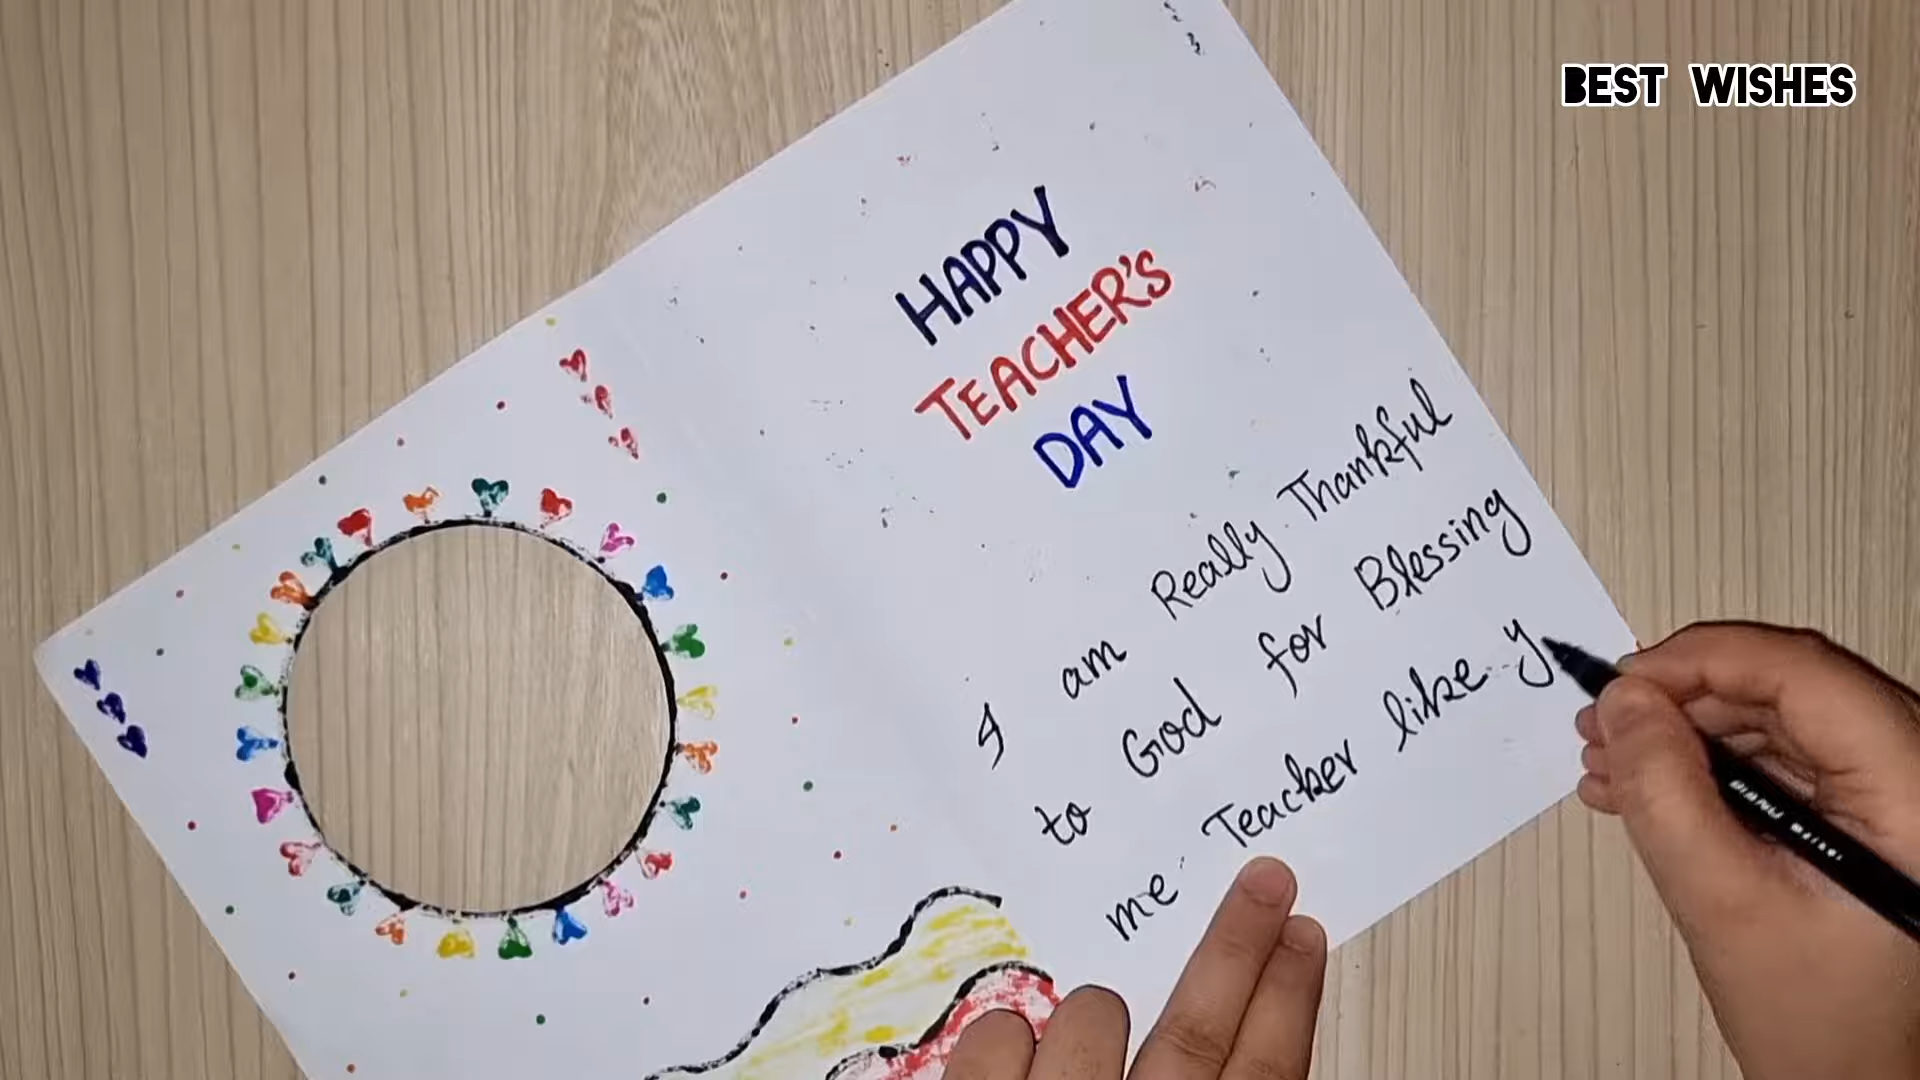 BEST WISHES
HAPPY
TEACHER'S
DAY
I am Really Thankful
to God for Blessing
me Teacher like y